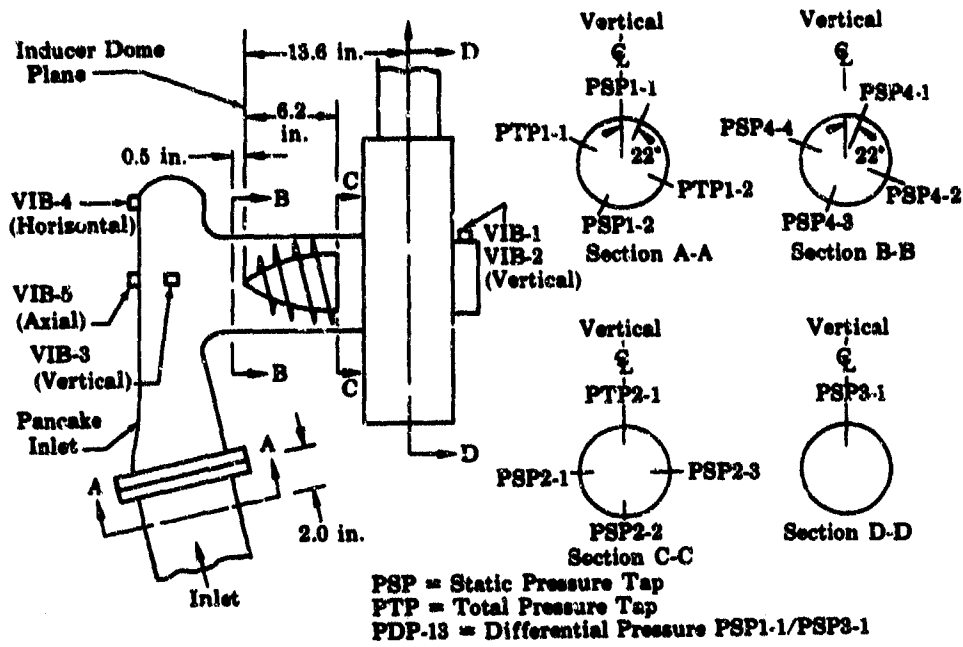 Inducer Dome
Plane
13.6 in.
D
6.2
in.
0.5 in.
B
C
VIB-4
(Horizontal)
VIB-5
(Axial)
VIB-3
(Vertical)
VIB-1
VIB-2
(Vertical)
B
C
Pancake
Inlet
A
A
D
2.0 in.
Inlet
Vertical
℄
PSP1-1
PTP1-1
22°
PTP1-2
PSP1-2
Section A-A
Vertical
℄
PSP4-1
PSP4-4
22°
PSP4-2
PSP4-3
Section B-B
Vertical
℄
PTP2-1
PSP2-1
PSP2-3
PSP2-2
Section C-C
Vertical
℄
PSP3-1
Section D-D
PSP = Static Pressure Tap
PTP = Total Pressure Tap
PDP-13 = Differential Pressure PSP1-1/PSP3-1